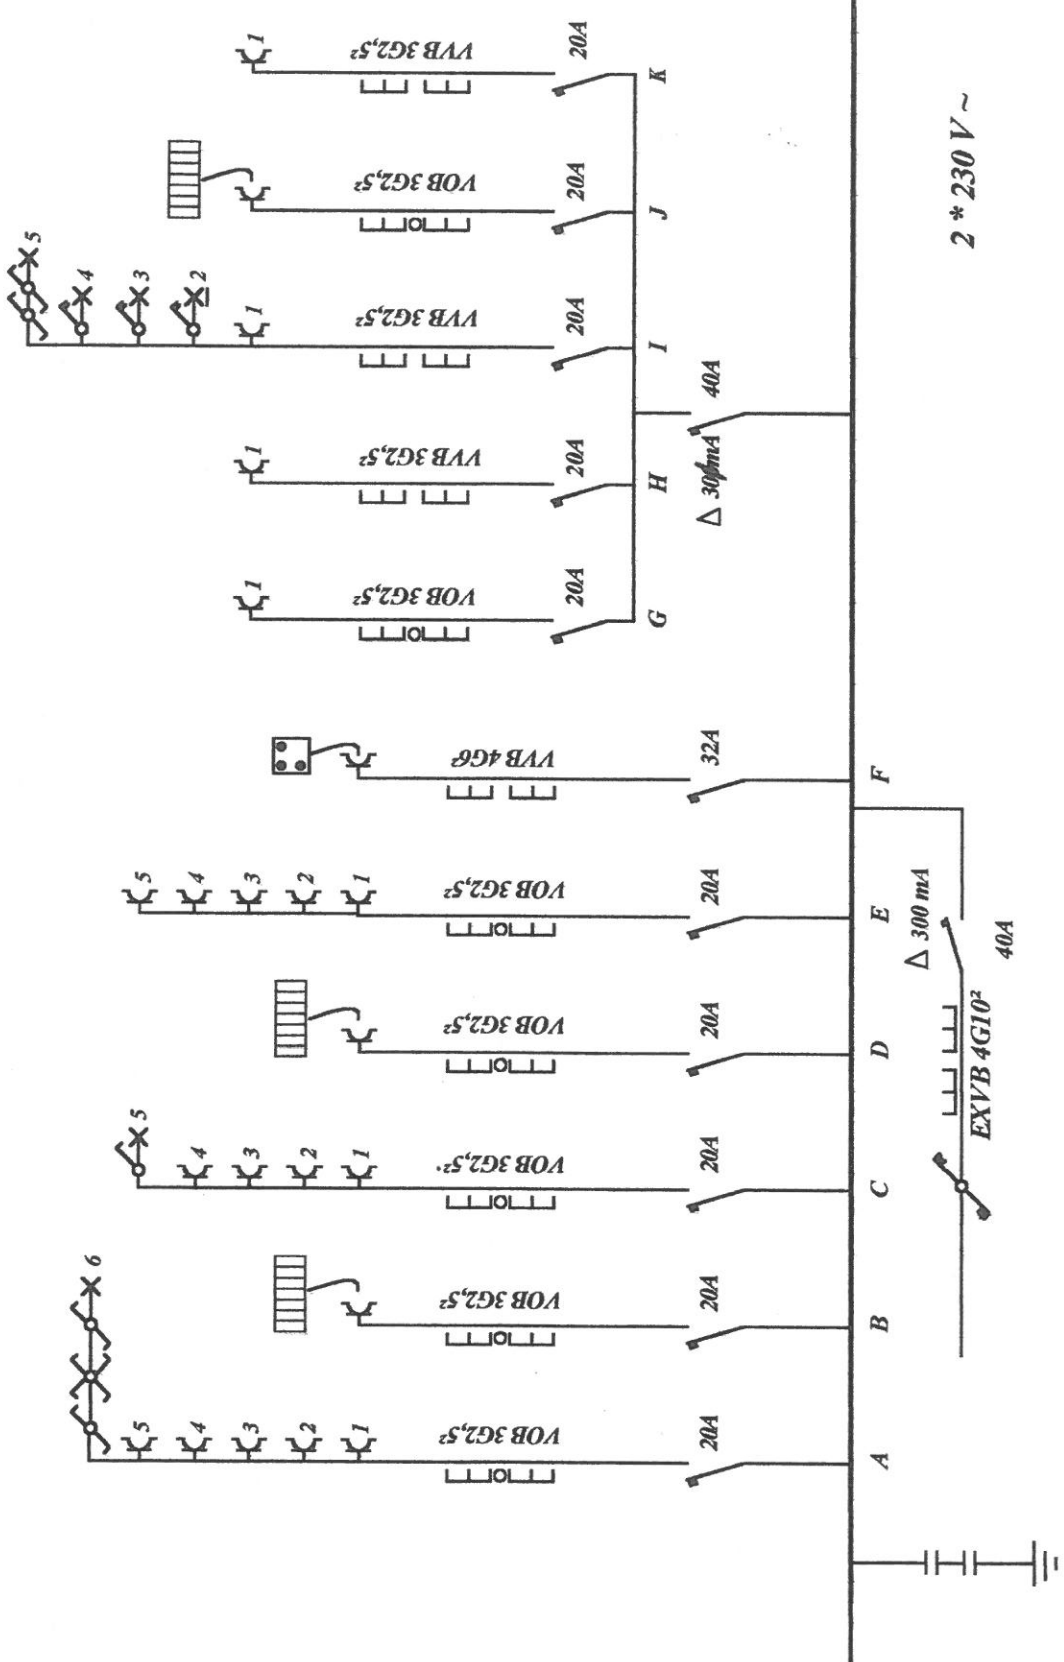 1
VVB 3G2,5²
20A
K
VOB 3G2,5²
20A
J
5
4
3
2
1
VVB 3G2,5²
20A
I
40A
1
VVB 3G2,5²
20A
H
Δ
1
VOB 3G2,5²
20A
G
2 * 230 V ~
VVB 4G6²
32A
F
5
4
3
2
1
VOB 3G2,5²
20A
E
Δ 300 mA
40A
EXVB 4G10²
VOB 3G2,5²
20A
D
5
4
3
2
1
VOB 3G2,5²
20A
C
VOB 3G2,5²
20A
B
6
5
4
3
2
1
VOB 3G2,5²
20A
A